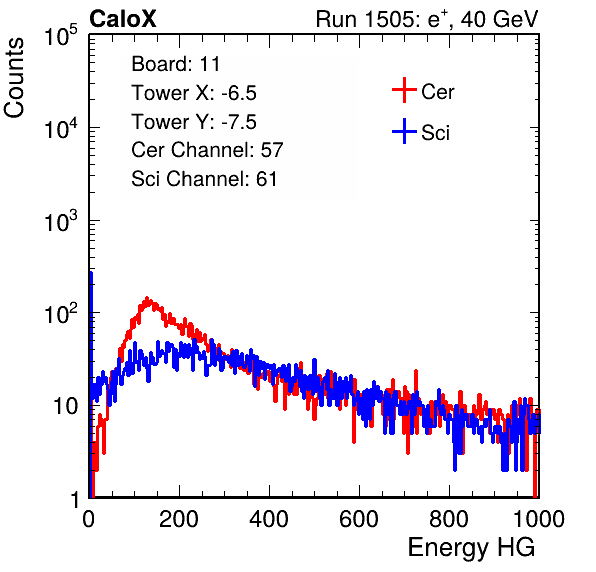 CaloX Run 1505: e⁺, 40 GeV
Counts
10⁵
10⁴
10³
10²
10
1
Board: 11
Tower X: -6.5
Tower Y: -7.5
Cer Channel: 57
Sci Channel: 61
Cer
Sci
0 200 400 600 800 1000
Energy HG